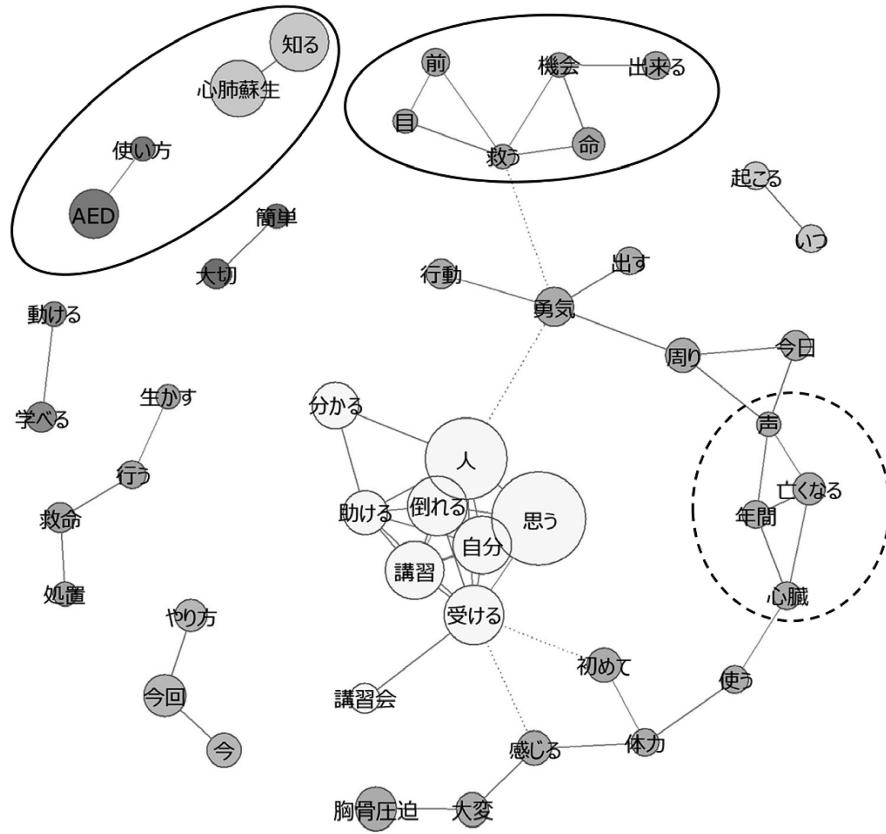 知る
心肺蘇生
使い方
AED
簡単
大切
前
機会
出来る
目
救う
命
起こる
いつ
行動
出す
勇気
周り
今日
声
亡くなる
年間
心臓
動ける
学べる
生かす
行う
救命
処置
分かる
人
倒れる
思う
助ける
自分
講習
受ける
講習会
初めて
使う
やり方
今回
今
感じる
体力
胸骨圧迫
大変